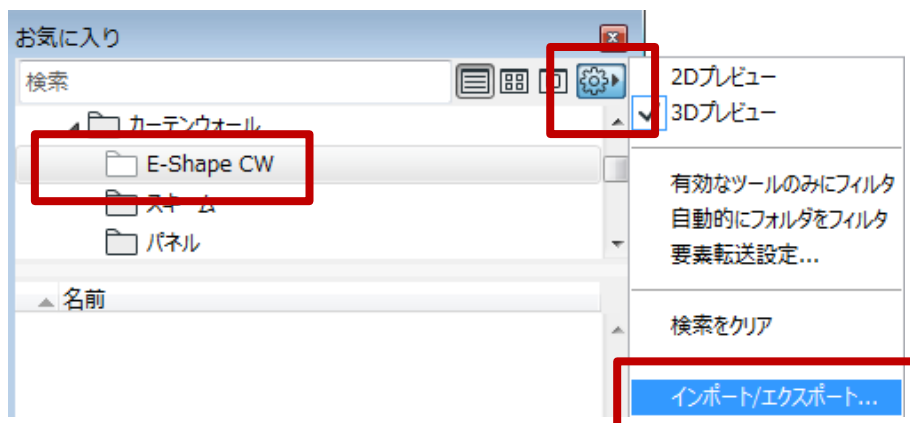 お気に入り
検索
カーテンウォール
E-Shape CW
スキーム
パネル
名前
2Dプレビュー
3Dプレビュー
有効なツールのみにフィルタ
自動的にフォルダをフィルタ
要素転送設定...
検索をクリア
インポート/エクスポート...